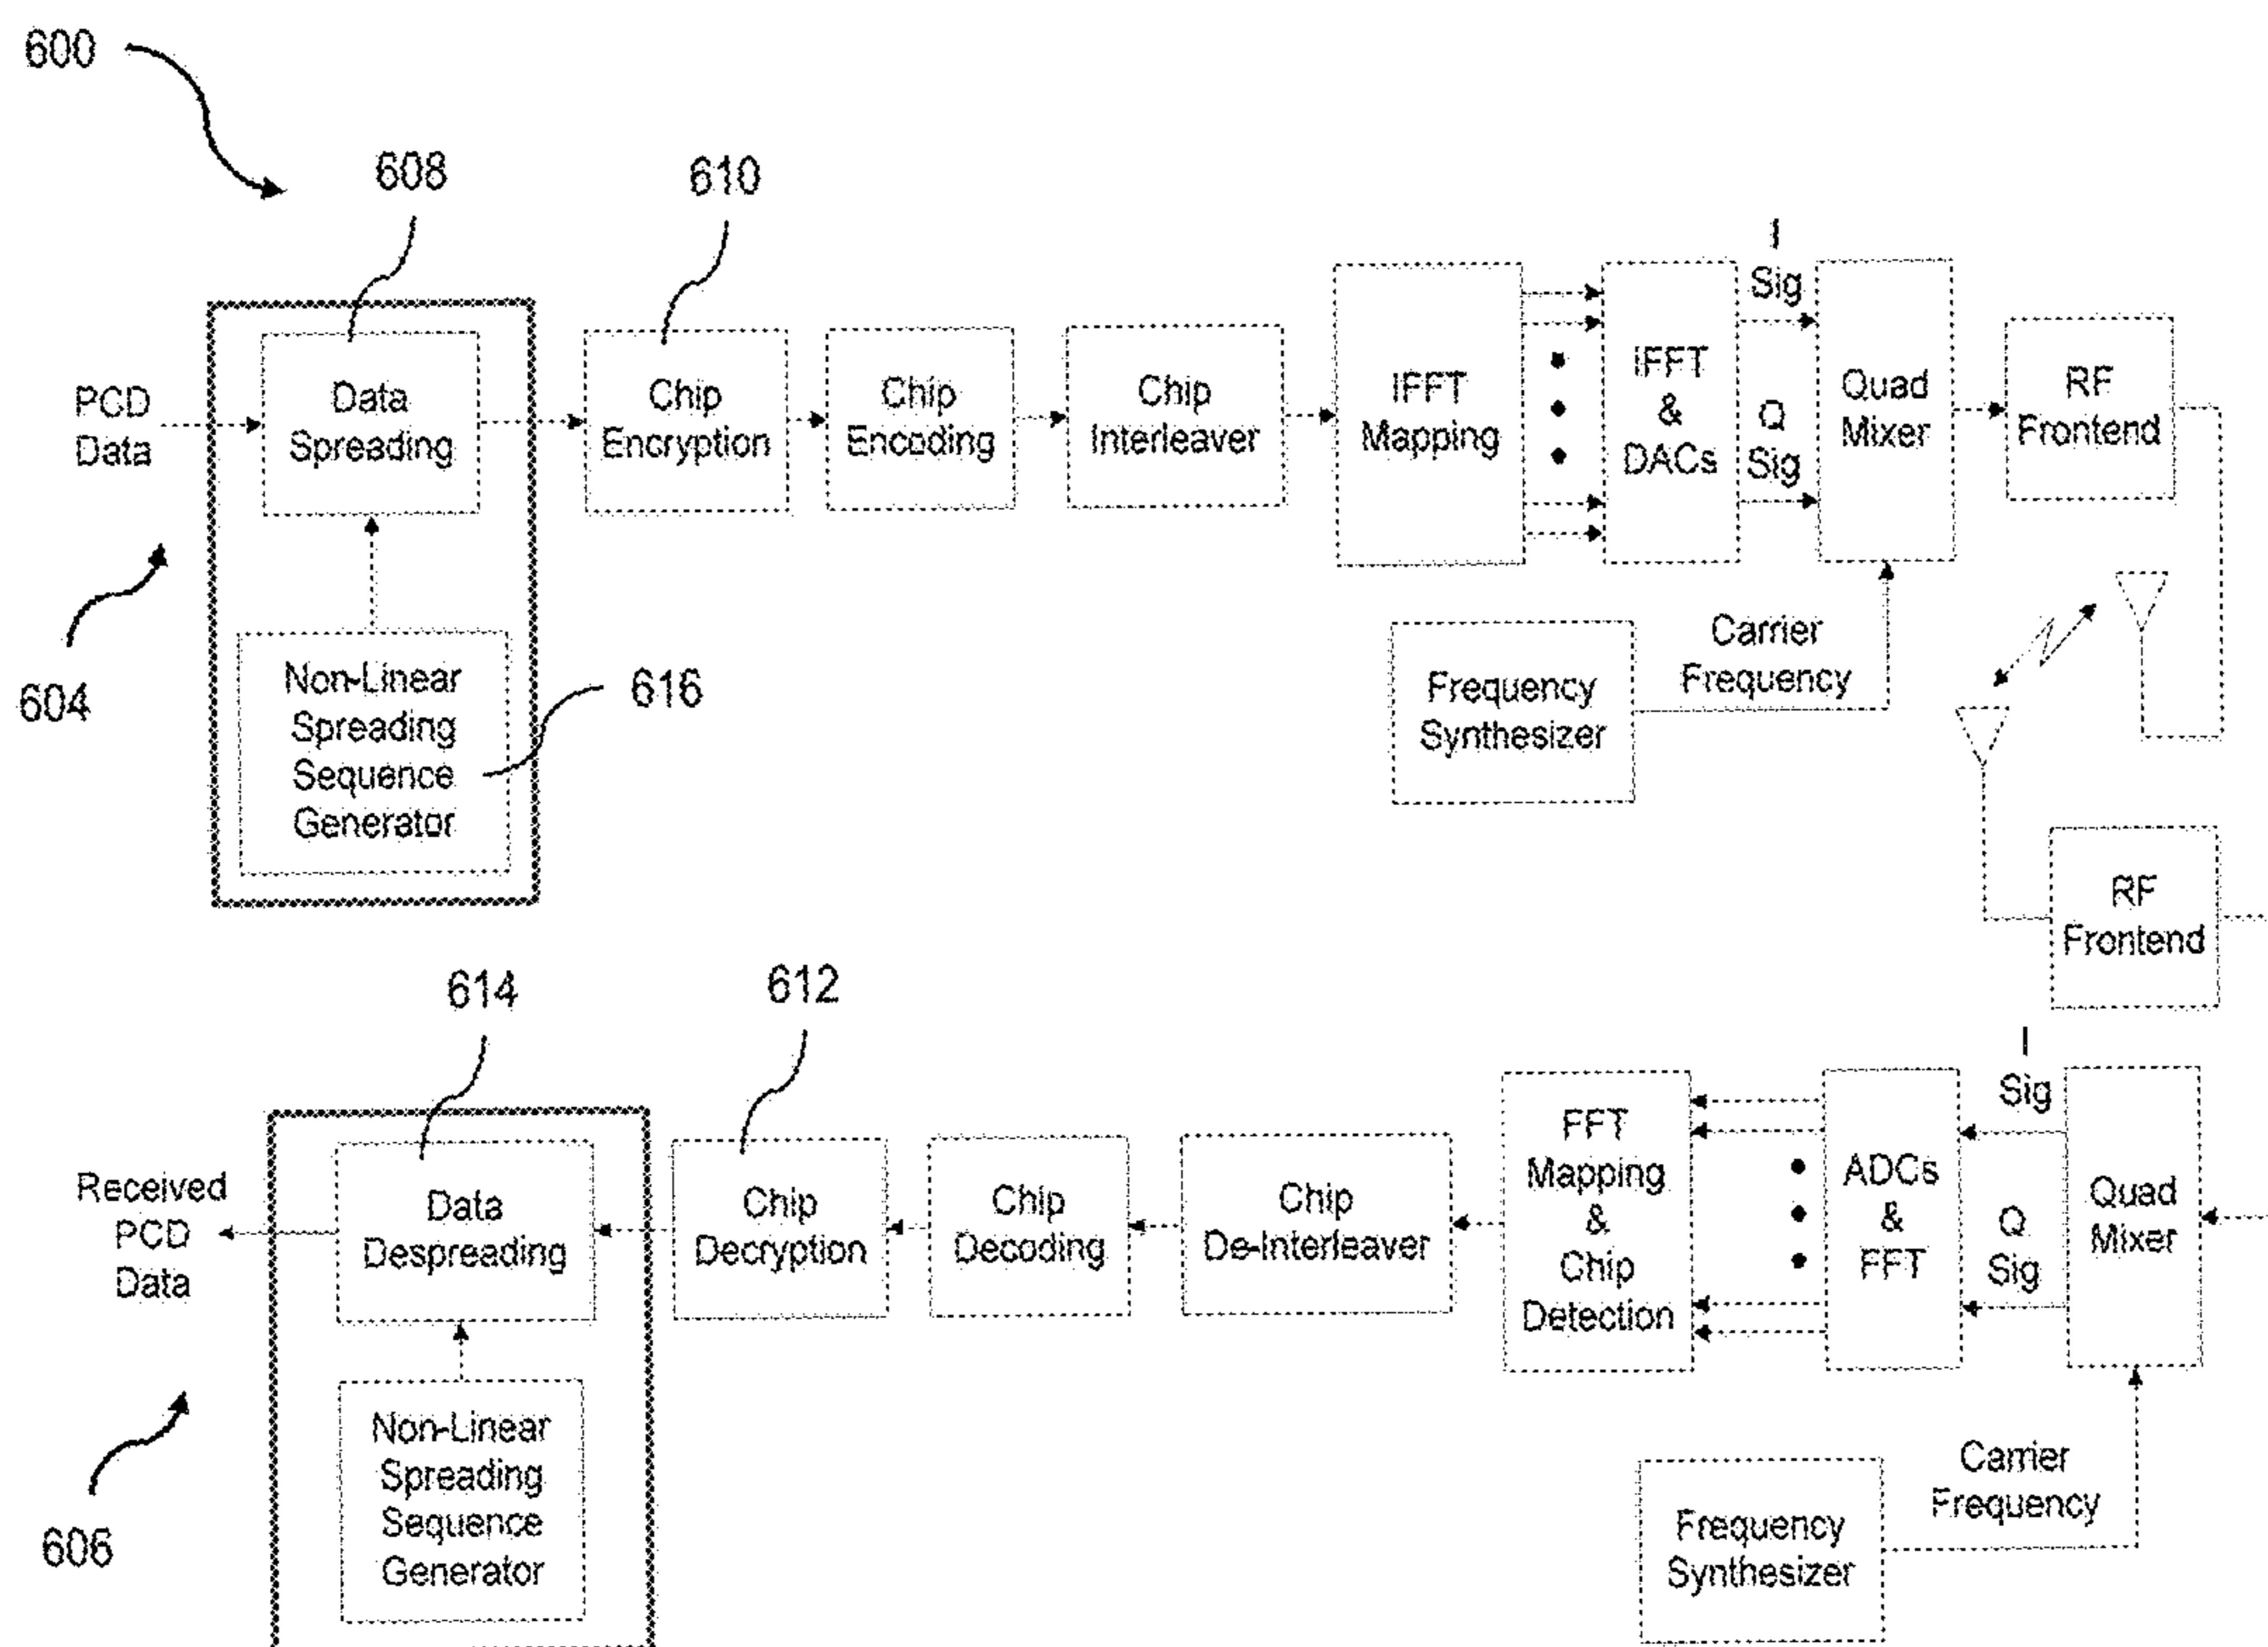 600
608
610
I
Sig
PCD
Data
Data
Spreading
Chip
Encryption
Chip
Encoding
Chip
Interleaver
IFFT
Mapping
IFFT
&
DACs
Q
Sig
Quad
Mixer
RF
Frontend
604
Non-Linear
Spreading
Sequence
Generator
616
Frequency
Synthesizer
Carrier
Frequency
RF
Frontend
614
612
I
Sig
Received
PCD
Data
Data
Despreading
Chip
Decryption
Chip
Decoding
Chip
De-Interleaver
FFT
Mapping
&
Chip
Detection
ADCs
&
FFT
Q
Sig
Quad
Mixer
606
Non-Linear
Spreading
Sequence
Generator
Frequency
Synthesizer
Carrier
Frequency